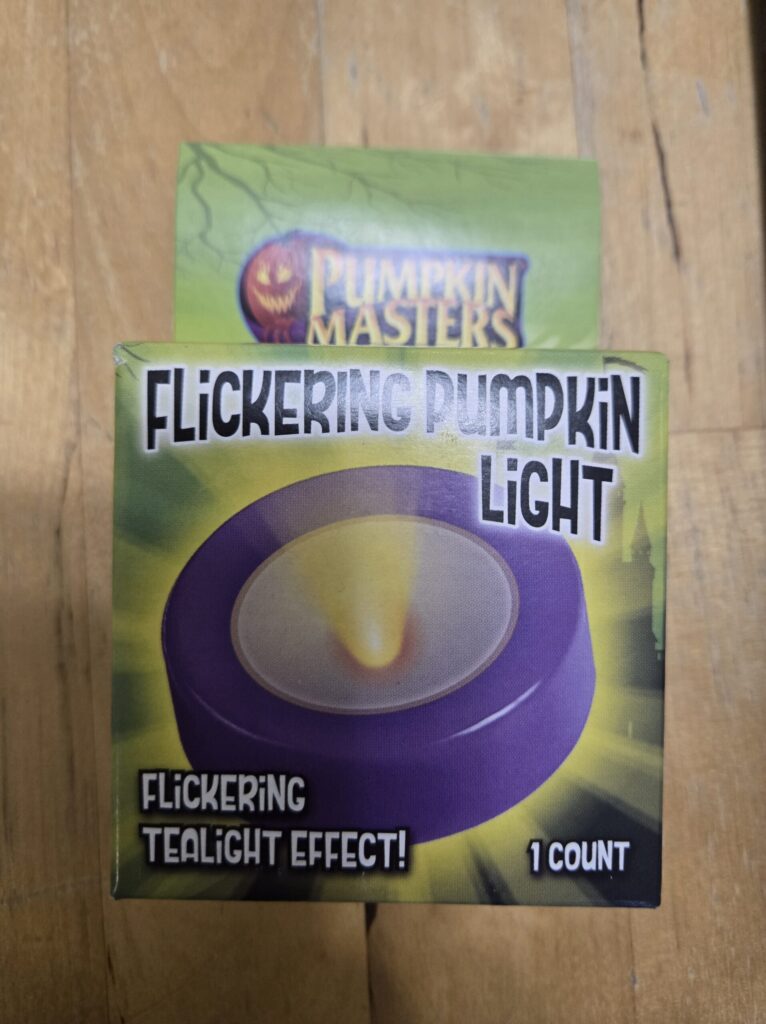 PUMPKIN
MASTERS
FLiCKERING PUMPKiN
LiGHT
FLiCKERiNG
TEALiGHT EFFECT!
1 COUNT